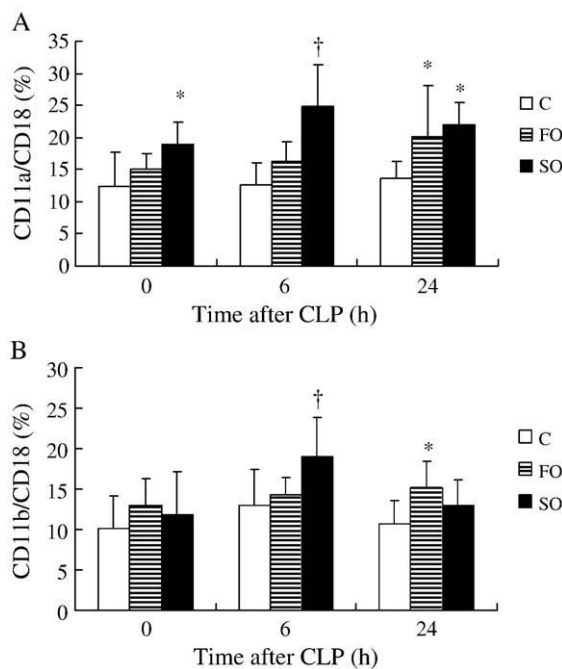 A
35
30
25
20
15
10
5
0
CD11a/CD18 (%)
*
†
*
*
C
FO
SO
0 6 24
Time after CLP (h)
B
30
25
20
15
10
5
0
CD11b/CD18 (%)
†
*
C
FO
SO
0 6 24
Time after CLP (h)